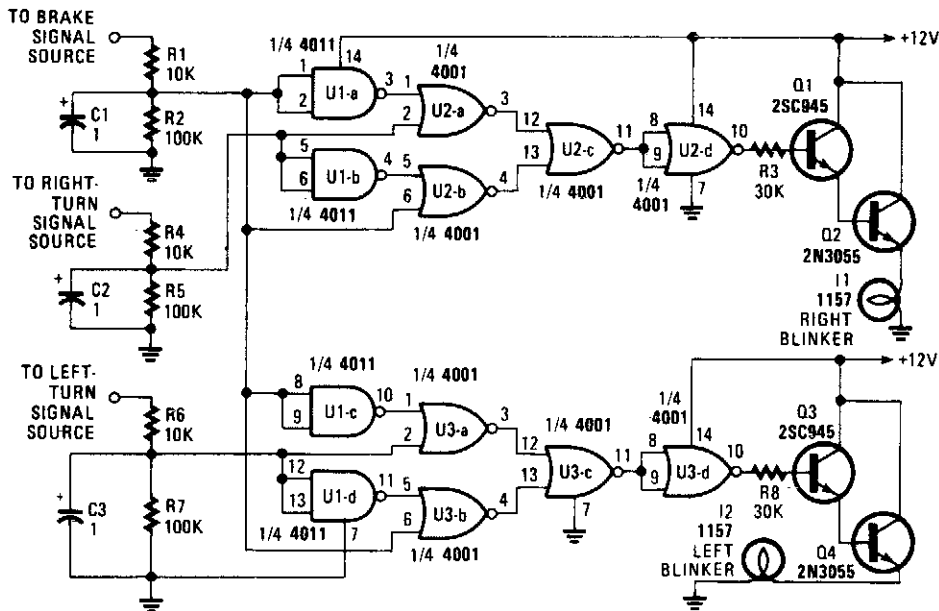 TO BRAKE
SIGNAL
SOURCE
R1
10K
+
C1
1
R2
100K
TO RIGHT-
TURN
SIGNAL
SOURCE
R4
10K
+
C2
1
R5
100K
1/4 4011
14
1
2
U1-a
3
1/4
4001
1
2
U2-a
3
5
6
U1-b
4
1/4 4011
5
6
U2-b
4
1/4 4001
12
13
U2-c
11
1/4 4001
14
8
9
U2-d
10
7
1/4
4001
R3
30K
+12V
Q1
2SC945
Q2
2N3055
I1
1157
RIGHT
BLINKER
TO LEFT-
TURN
SIGNAL
SOURCE
R6
10K
+
C3
1
R7
100K
1/4 4011
8
9
U1-c
10
1/4 4001
1
2
U3-a
3
12
13
U1-d
11
7
1/4 4011
5
6
U3-b
4
1/4 4001
1/4 4001
12
13
U3-c
11
7
1/4
4001
14
8
9
U3-d
10
R8
30K
+12V
Q3
2SC945
Q4
2N3055
I2
1157
LEFT
BLINKER